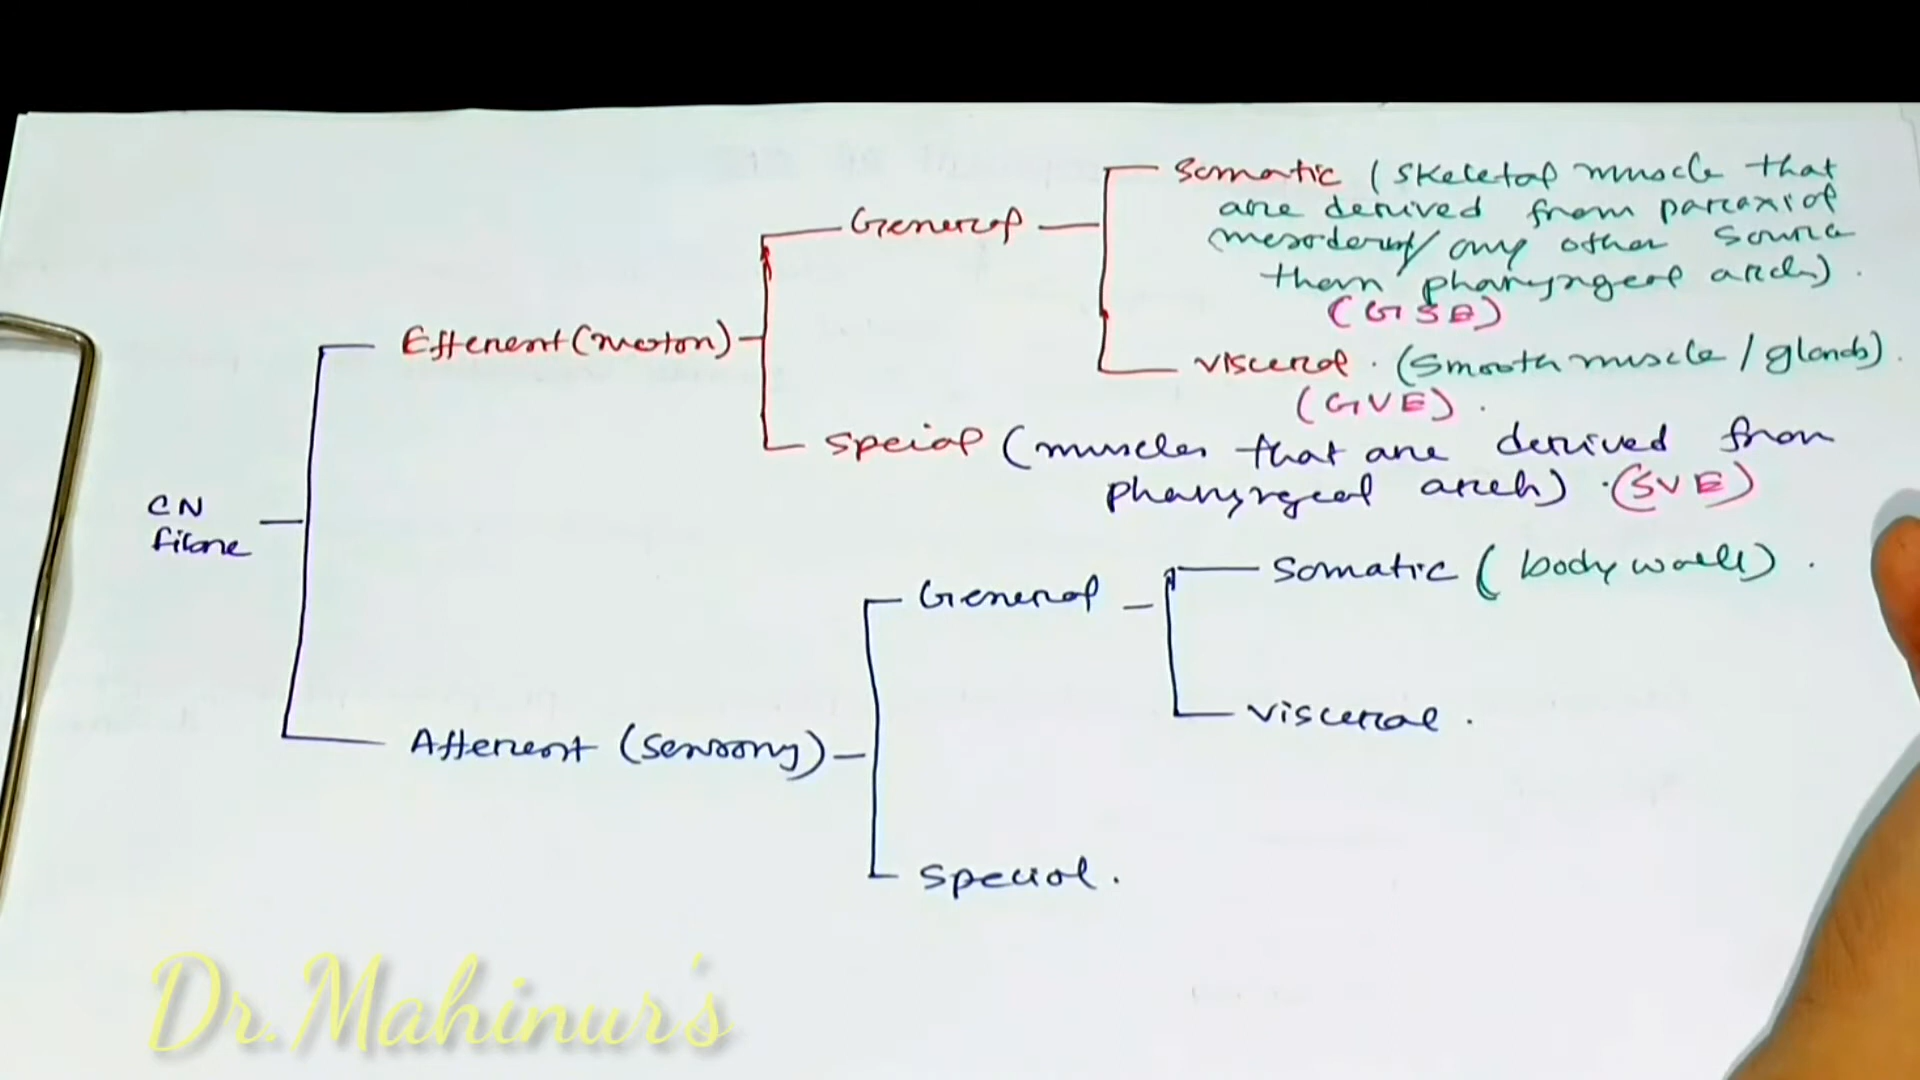 Somatic (skeletal muscle that
are derived from paraxial
General
mesoderm/any other source
than pharyngeal arch).
(GSE)
Efferent (motor)
Visceral. (Smooth muscle/glands).
(GVE).
Speial (muscles that are derived from
pharyngeal arch). (SVE)
CN
fibre
Somatic (body wall).
General
Visceral.
Afferent (sensory)
Special.
Dr. Mahinur's